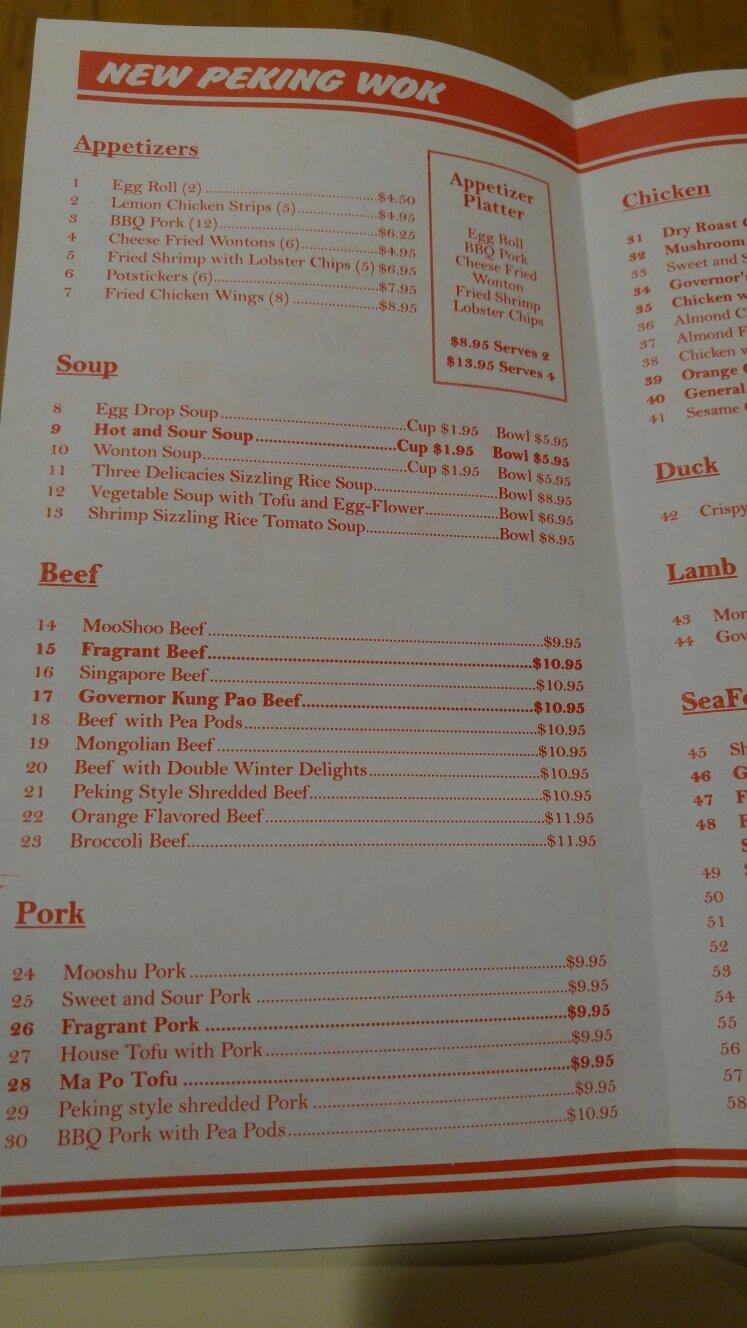 NEW PEKING WOK
Appetizers
1 Egg Roll (2) $4.50
2 Lemon Chicken Strips (5) $4.95
3 BBQ Pork (12) $6.25
4 Cheese Fried Wontons (6) $4.95
5 Fried Shrimp with Lobster Chips (5) $6.95
6 Potstickers (6) $7.95
7 Fried Chicken Wings (8) $8.95
Appetizer
Platter
Egg Roll
BBQ Pork
Cheese Fried
Wonton
Fried Shrimp
Lobster Chips
$8.95 Serves 2
$13.95 Serves 4
Soup
8 Egg Drop Soup Cup $1.95 Bowl $5.95
9 Hot and Sour Soup Cup $1.95 Bowl $5.95
10 Wonton Soup Cup $1.95 Bowl $5.95
11 Three Delicacies Sizzling Rice Soup Bowl $8.95
12 Vegetable Soup with Tofu and Egg-Flower Bowl $6.95
13 Shrimp Sizzling Rice Tomato Soup Bowl $8.95
Beef
14 MooShoo Beef $9.95
15 Fragrant Beef $10.95
16 Singapore Beef $10.95
17 Governor Kung Pao Beef $10.95
18 Beef with Pea Pods $10.95
19 Mongolian Beef $10.95
20 Beef with Double Winter Delights $10.95
21 Peking Style Shredded Beef $10.95
22 Orange Flavored Beef $11.95
23 Broccoli Beef $11.95
Pork
24 Mooshu Pork $9.95
25 Sweet and Sour Pork $9.95
26 Fragrant Pork $9.95
27 House Tofu with Pork $9.95
28 Ma Po Tofu $9.95
29 Peking style shredded Pork $9.95
30 BBQ Pork with Pea Pods $10.95
Chicken
31 Dry Roast
32 Mushroom
33 Sweet and
34 Governor'
35 Chicken
36 Almond
37 Almond
38 Chicken
39 Orange
40 General
41 Sesame
Duck
42 Crispy
Lamb
43 Mon
44 Gov
SeaFo
45 Sh
46 G
47 F
48
49
50
51
52
53
54
55
56
57
58